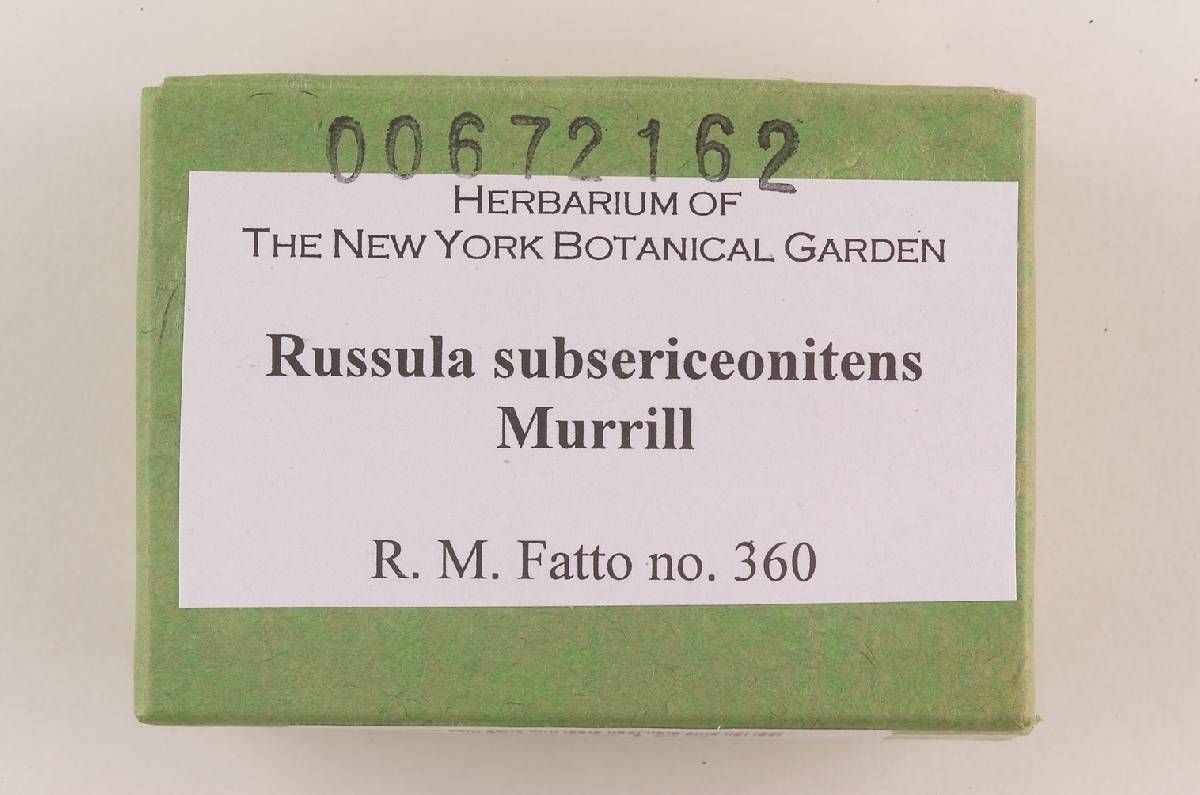 00672162
HERBARIUM OF
THE NEW YORK BOTANICAL GARDEN
Russula subsericeonitens
Murrill
R. M. Fatto no. 360